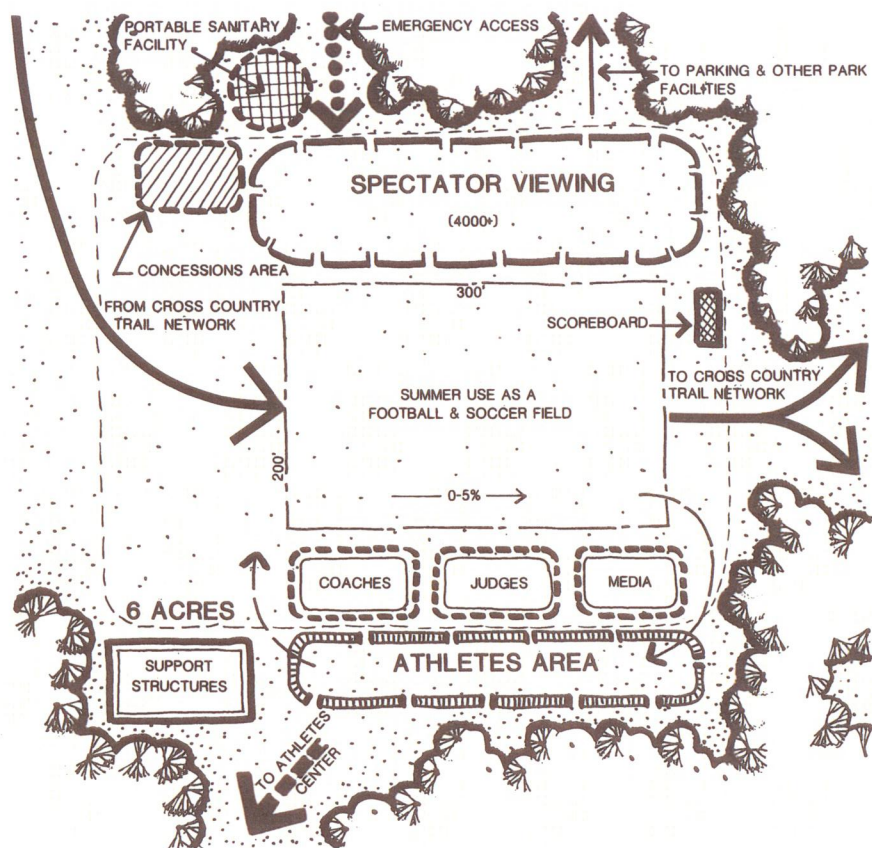 PORTABLE SANITARY
FACILITY
EMERGENCY ACCESS
TO PARKING & OTHER PARK
FACILITIES
SPECTATOR VIEWING
(4000+)
CONCESSIONS AREA
FROM CROSS COUNTRY
TRAIL NETWORK
300'
SCOREBOARD
SUMMER USE AS A
FOOTBALL & SOCCER FIELD
TO CROSS COUNTRY
TRAIL NETWORK
200'
0-5%
COACHES
JUDGES
MEDIA
6 ACRES
SUPPORT
STRUCTURES
ATHLETES AREA
TO ATHLETES
CENTER